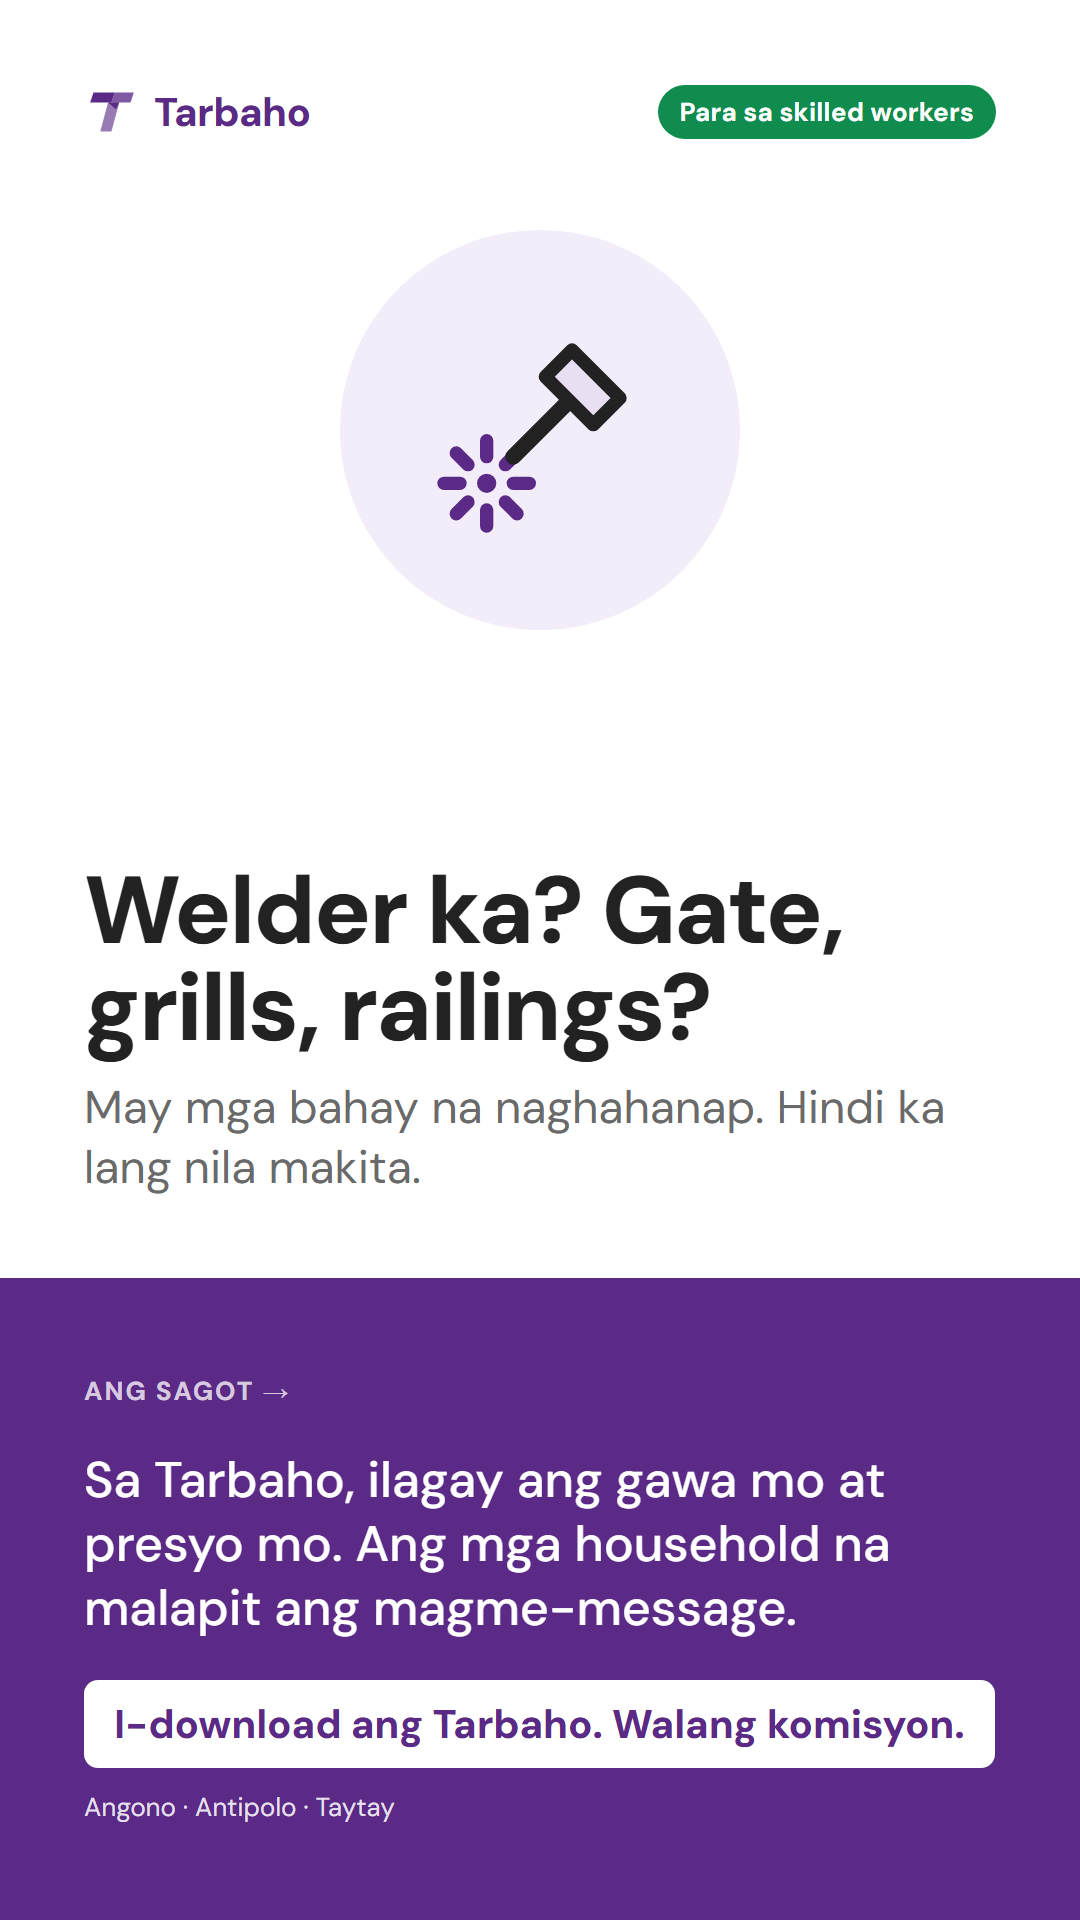 Tarbaho
Para sa skilled workers
Welder ka? Gate,
grills, railings?
May mga bahay na naghahanap. Hindi ka
lang nila makita.
ANG SAGOT →
Sa Tarbaho, ilagay ang gawa mo at
presyo mo. Ang mga household na
malapit ang magme-message.
I-download ang Tarbaho. Walang komisyon.
Angono · Antipolo · Taytay